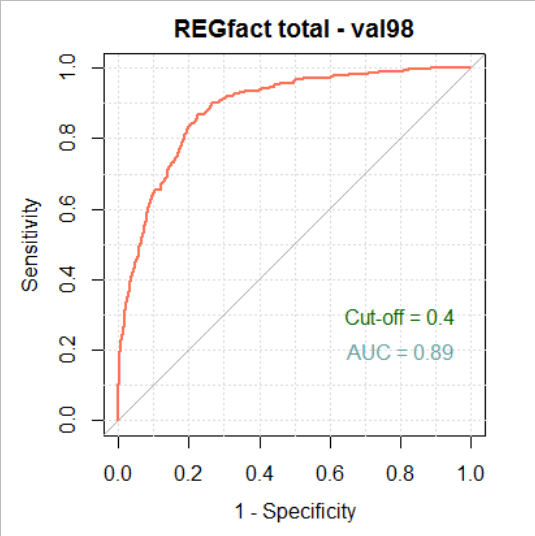 REGfact total - val98
1.0
0.8
0.6
0.4
0.2
0.0
Sensitivity
Cut-off = 0.4
AUC = 0.89
0.0 0.2 0.4 0.6 0.8 1.0
1 - Specificity